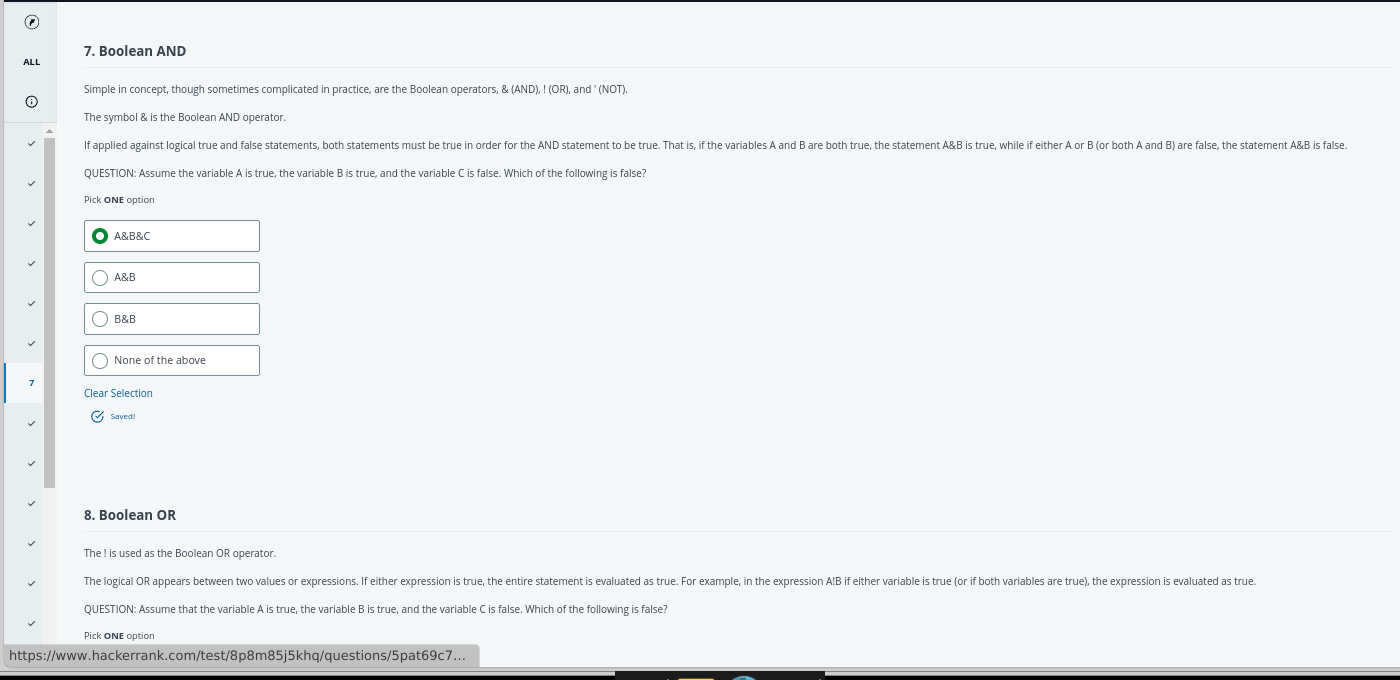 ALL
7
7. Boolean AND
Simple in concept, though sometimes complicated in practice, are the Boolean operators, & (AND), ! (OR), and ' (NOT).
The symbol & is the Boolean AND operator.
If applied against logical true and false statements, both statements must be true in order for the AND statement to be true. That is, if the variables A and B are both true, the statement A&B is true, while if either A or B (or both A and B) are false, the statement A&B is false.
QUESTION: Assume the variable A is true, the variable B is true, and the variable C is false. Which of the following is false?
Pick ONE option
A&B&C
A&B
B&B
None of the above
Clear Selection
Saved!
8. Boolean OR
The ! is used as the Boolean OR operator.
The logical OR appears between two values or expressions. If either expression is true, the entire statement is evaluated as true. For example, in the expression A!B if either variable is true (or if both variables are true), the expression is evaluated as true.
QUESTION: Assume that the variable A is true, the variable B is true, and the variable C is false. Which of the following is false?
Pick ONE option
https://www.hackerrank.com/test/8p8m85j5khq/questions/5pat69c7...